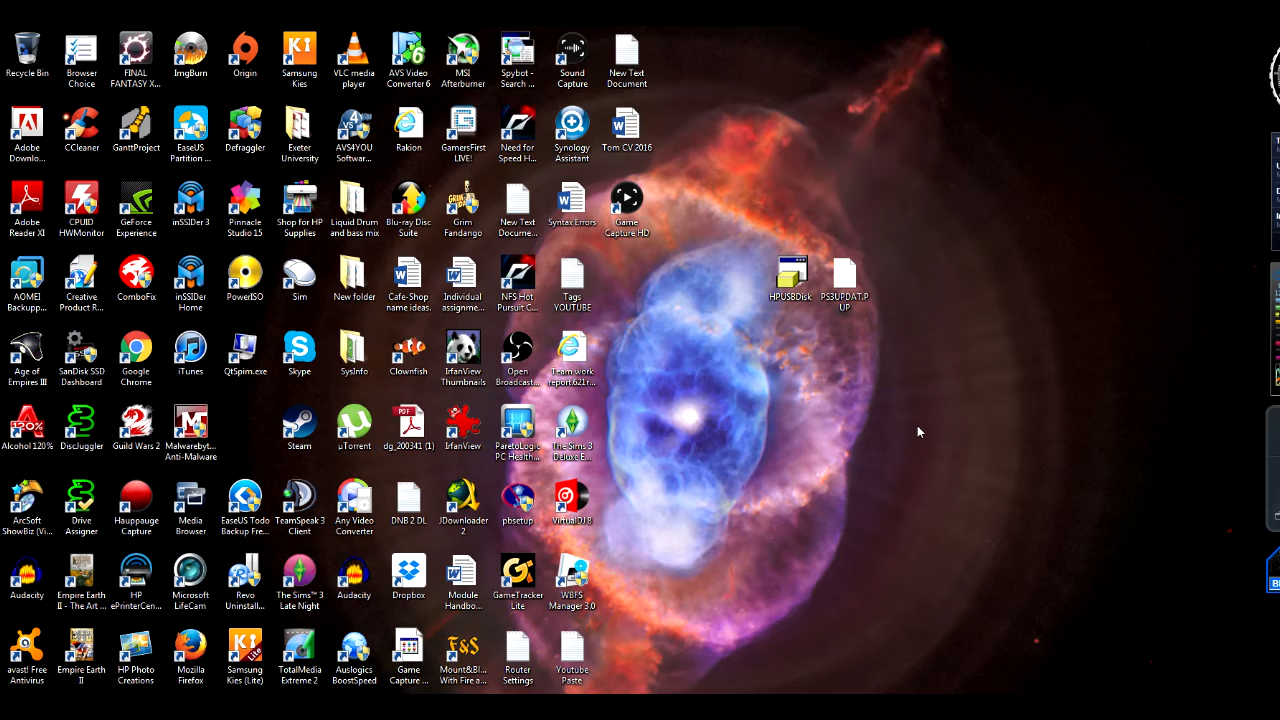 Recycle Bin
Browser
Choice
FINAL
FANTASY X...
ImgBurn
Origin
Samsung
Kies
VLC media
player
AVS Video
Converter 6
MSI
Afterburner
Spybot -
Search ...
Sound
Capture
New Text
Document
Adobe
Downlo...
CCleaner
GanttProject
EaseUS
Partition ...
Defraggler
Exeter
University
AVS4YOU
Softwar...
Rakion
GamersFirst
LIVE!
Need for
Speed H...
Synology
Assistant
Tom CV 2016
Adobe
Reader XI
CPUID
HWMonitor
GeForce
Experience
inSSIDer 3
Pinnacle
Studio 15
Shop for HP
Supplies
Liquid Drum
and bass mix
Blu-ray Disc
Suite
Grim
Fandango
New Text
Docume...
Syntax Errors
Game
Capture HD
AOMEI
Backupp...
Creative
Product R...
ComboFix
inSSIDer
Home
PowerISO
Sim
New folder
Cafe-Shop
name ideas.
Individual
assignme...
NFS Hot
Pursuit C...
Tags
YOUTUBE
HPUSBDisk
PS3UPDAT.P
UP
Age of
Empires III
SanDisk SSD
Dashboard
Google
Chrome
iTunes
QtSpim.exe
Skype
SysInfo
Clownfish
IrfanView
Thumbnails
Open
Broadcast...
Team work
report.621r...
Alcohol 120%
DiscJuggler
Guild Wars 2
Malwarebyt...
Anti-Malware
Steam
µTorrent
dg_200341 (1)
IrfanView
ParetoLogic
PC Health...
The Sims 3
Deluxe E...
ArcSoft
ShowBiz (Vi...
Drive
Assigner
Hauppauge
Capture
Media
Browser
EaseUS Todo
Backup Fre...
TeamSpeak 3
Client
Any Video
Converter
DNB 2 DL
JDownloader
2
pbsetup
VirtualDJ 8
Audacity
Empire Earth
II - The Art ...
HP
ePrinterCen...
Microsoft
LifeCam
Revo
Uninstall...
The Sims™ 3
Late Night
Audacity
Dropbox
Module
Handbo...
GameTracker
Lite
WBFS
Manager 3.0
avast! Free
Antivirus
Empire Earth
II
HP Photo
Creations
Mozilla
Firefox
Samsung
Kies (Lite)
TotalMedia
Extreme 2
Auslogics
BoostSpeed
Game
Capture ...
Mount&Bl...
With Fire a...
Router
Settings
Youtube
Paste